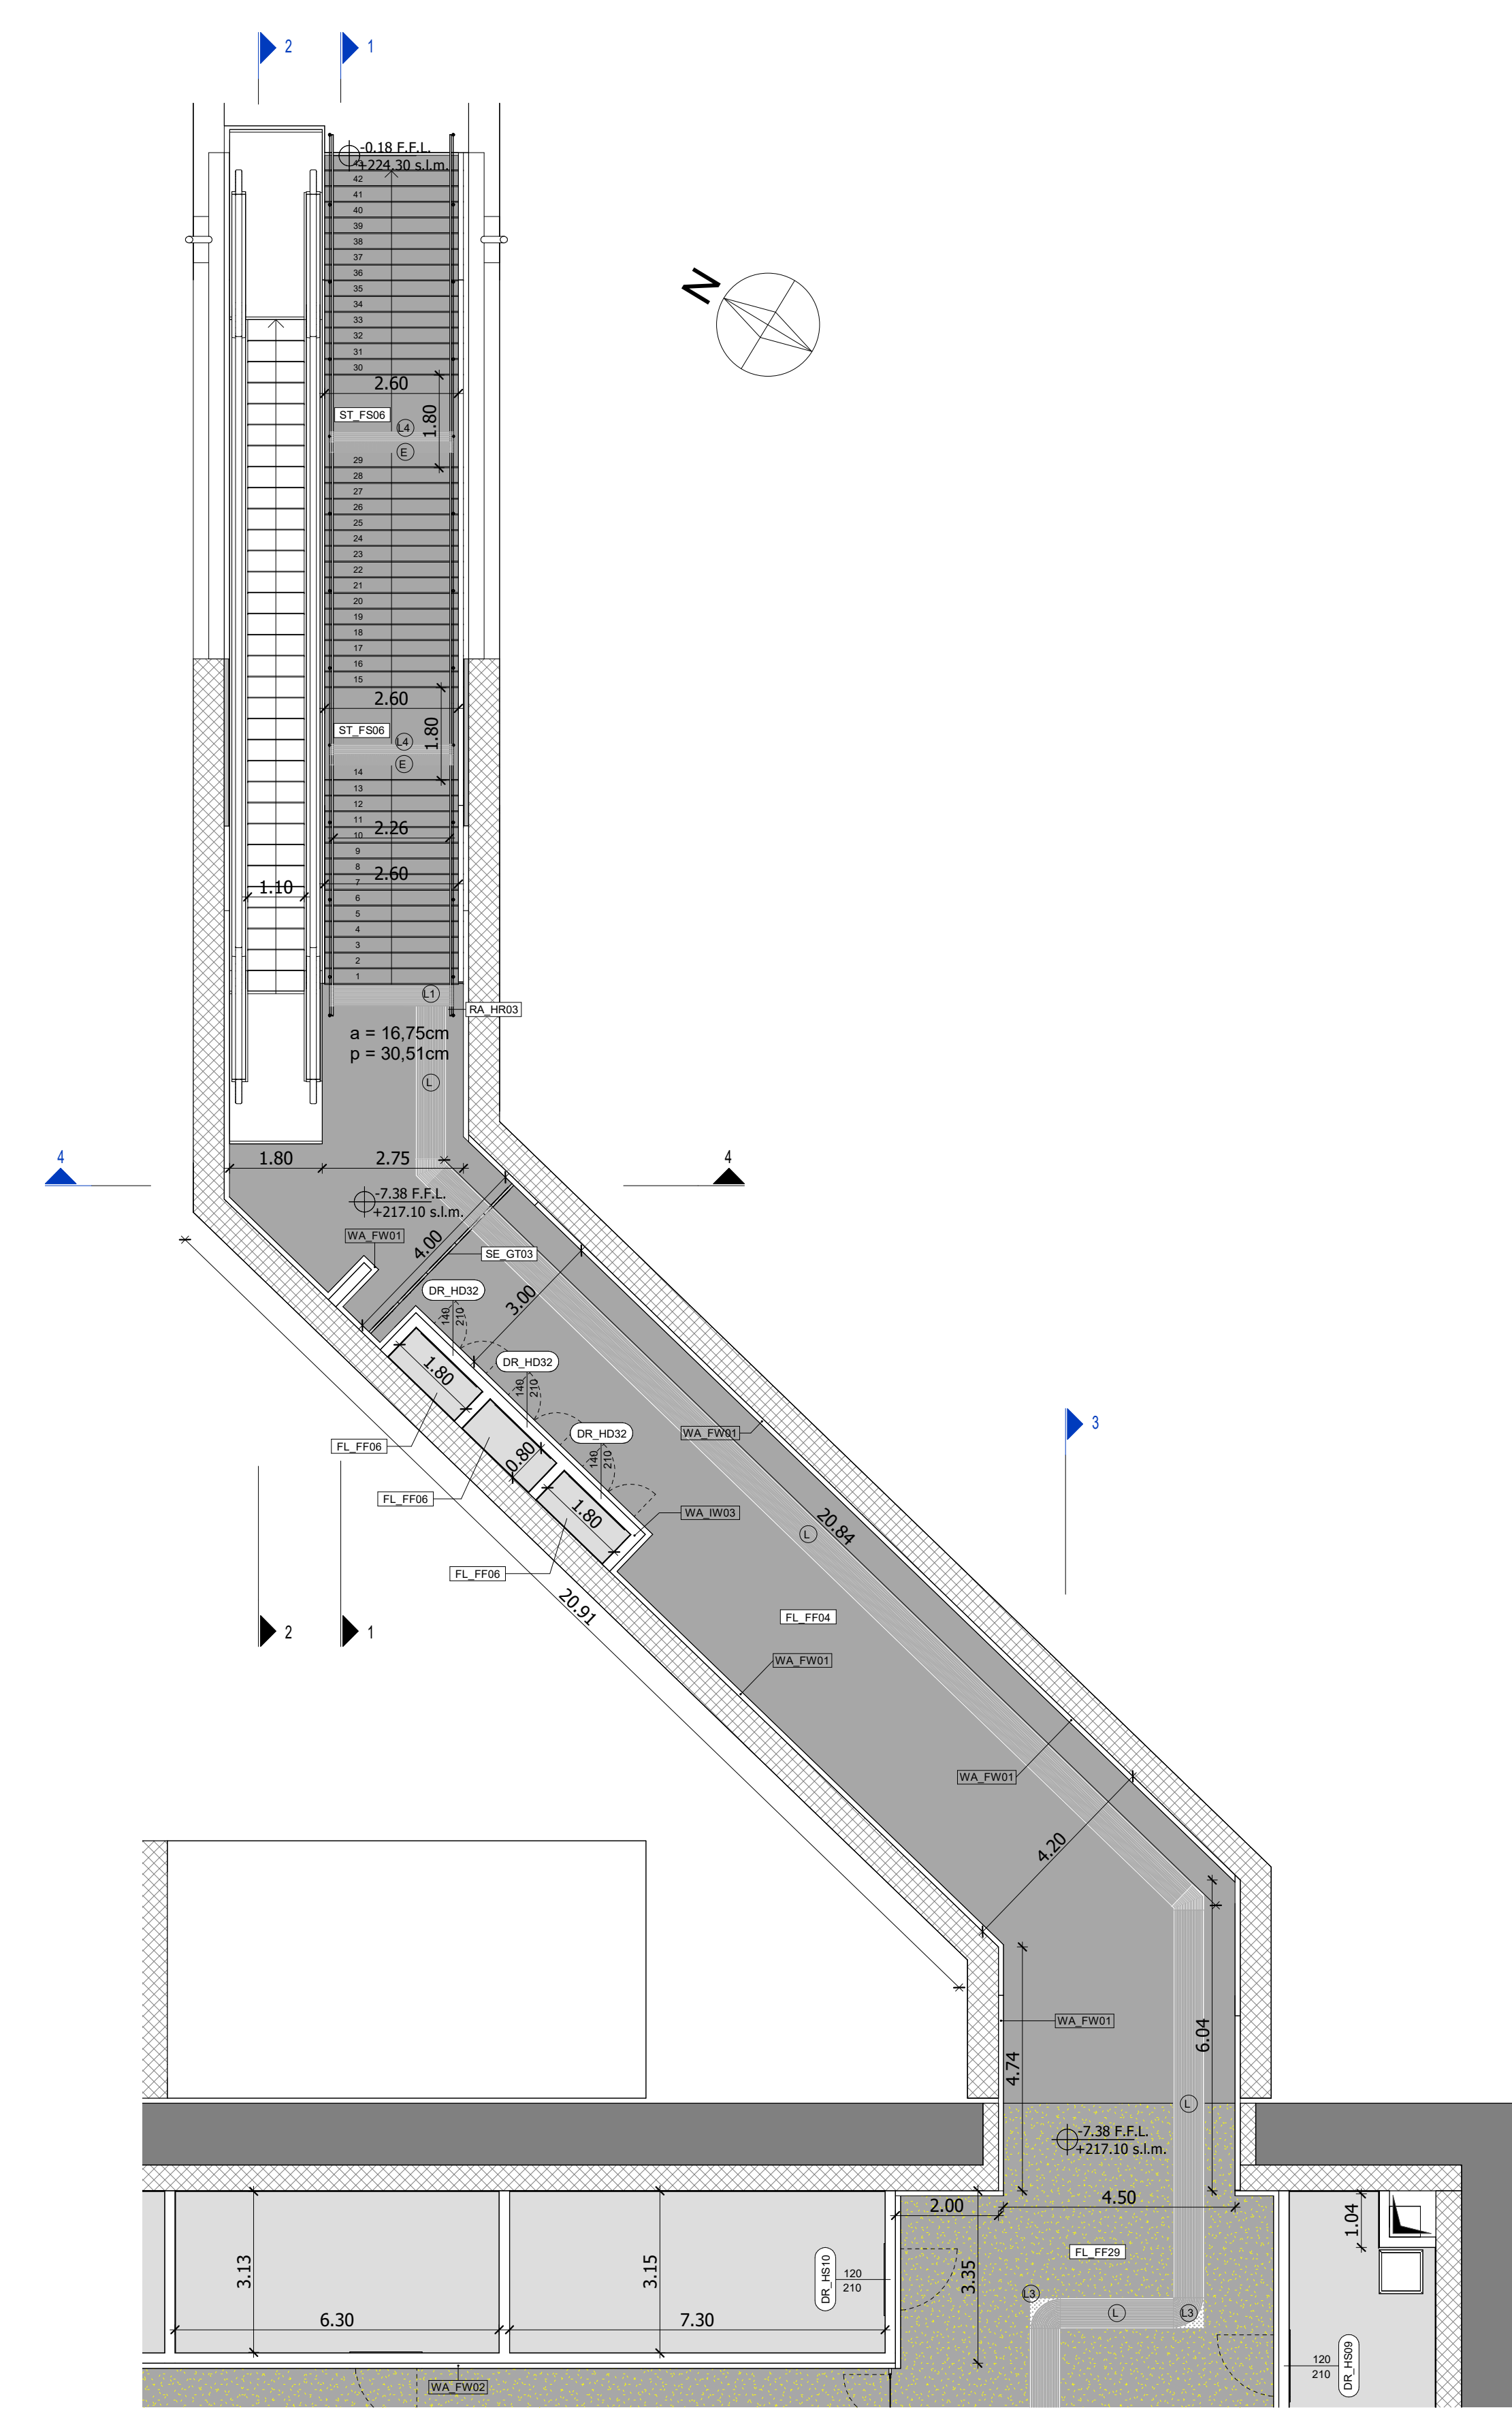 2
1
-0.18 F.F.L.
+224.30 s.l.m.
43
42
41
40
39
38
37
36
35
34
33
32
31
30
N
2.60
ST_FS06
1.80
L4
E
29
28
27
26
25
24
23
22
21
20
19
18
17
16
15
2.60
ST_FS06
1.80
L4
E
14
13
12
11
10
2.26
9
8
2.60
7
1.10
6
5
4
3
2
1
L1
RA_HR03
a = 16,75cm
p = 30,51cm
L
4
4
1.80
2.75
-7.38 F.F.L.
+217.10 s.l.m.
WA_FW01
4.00
SE_GT03
DR_HD32
140
210
3.00
DR_HD32
140
210
1.80
DR_HD32
140
210
3
WA_FW01
FL_FF06
0.80
FL_FF06
1.80
WA_IW03
20.84
L
FL_FF06
20.91
FL_FF04
2
1
WA_FW01
WA_FW01
4.20
WA_FW01
4.74
6.04
L
-7.38 F.F.L.
+217.10 s.l.m.
2.00
4.50
1.04
FL_FF29
3.13
3.15
DR_HS10
120
210
3.35
L3
L
L3
6.30
7.30
120
210
DR_HS09
WA_FW02